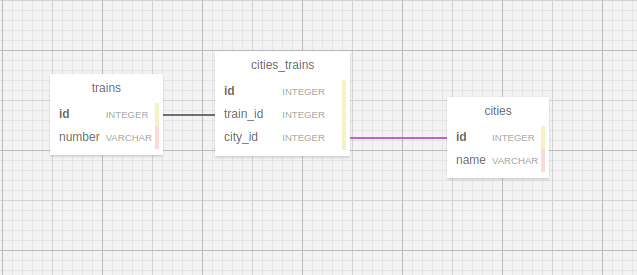 trains
id INTEGER
number VARCHAR
cities_trains
id INTEGER
train_id INTEGER
city_id INTEGER
cities
id INTEGER
name VARCHAR